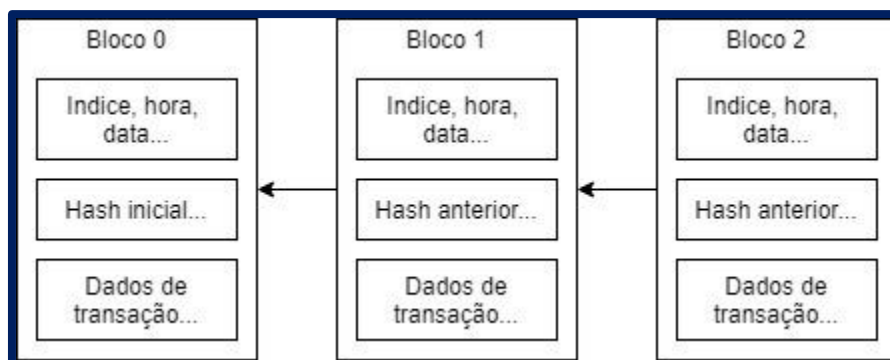 Bloco 0
Indice, hora,
data...
Hash inicial...
Dados de
transação...
Bloco 1
Indice, hora,
data...
Hash anterior...
Dados de
transação...
Bloco 2
Indice, hora,
data...
Hash anterior...
Dados de
transação...